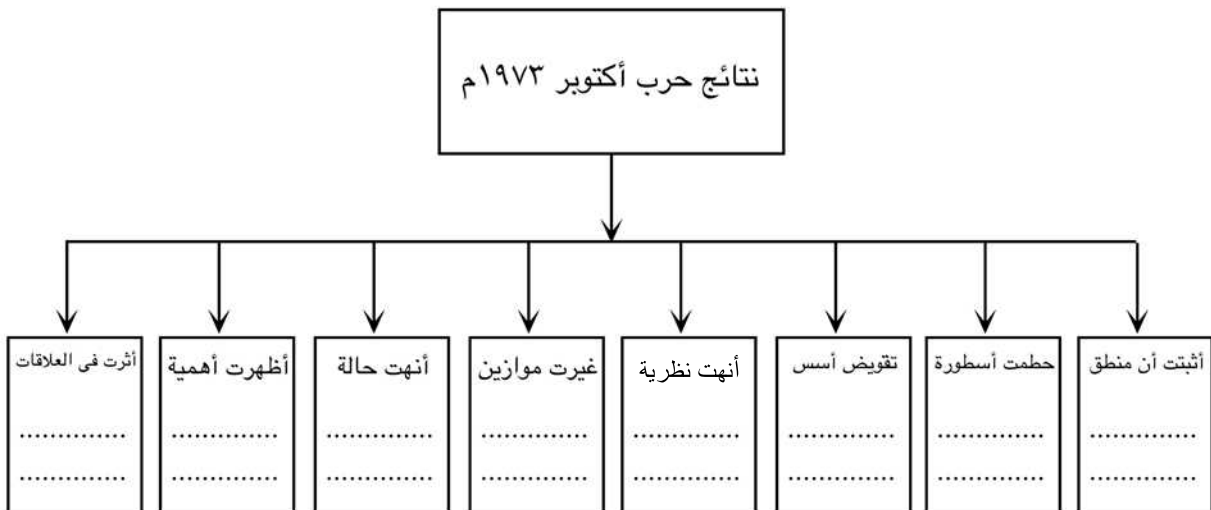 نتائج حرب أكتوبر ١٩٧٣م
أثبتت أن منطق
..............
..............
حطمت أسطورة
..............
..............
تقويض أسس
..............
..............
أنهت نظرية
..............
..............
غيرت موازين
..............
..............
أنهت حالة
..............
..............
أظهرت أهمية
..............
..............
أثرت فى العلاقات
..............
..............